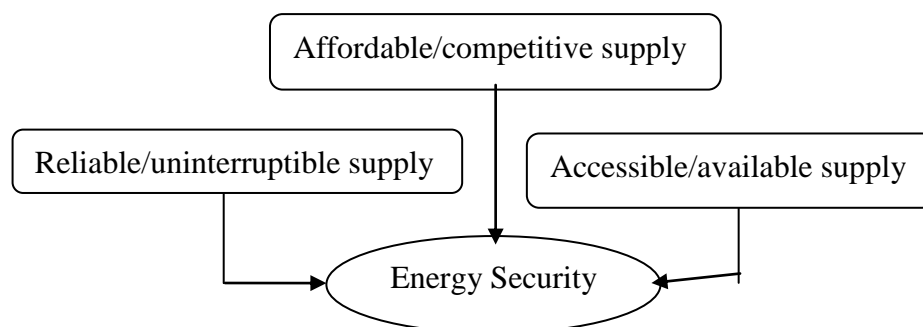 Affordable/competitive supply
Reliable/uninterruptible supply
Accessible/available supply
Energy Security